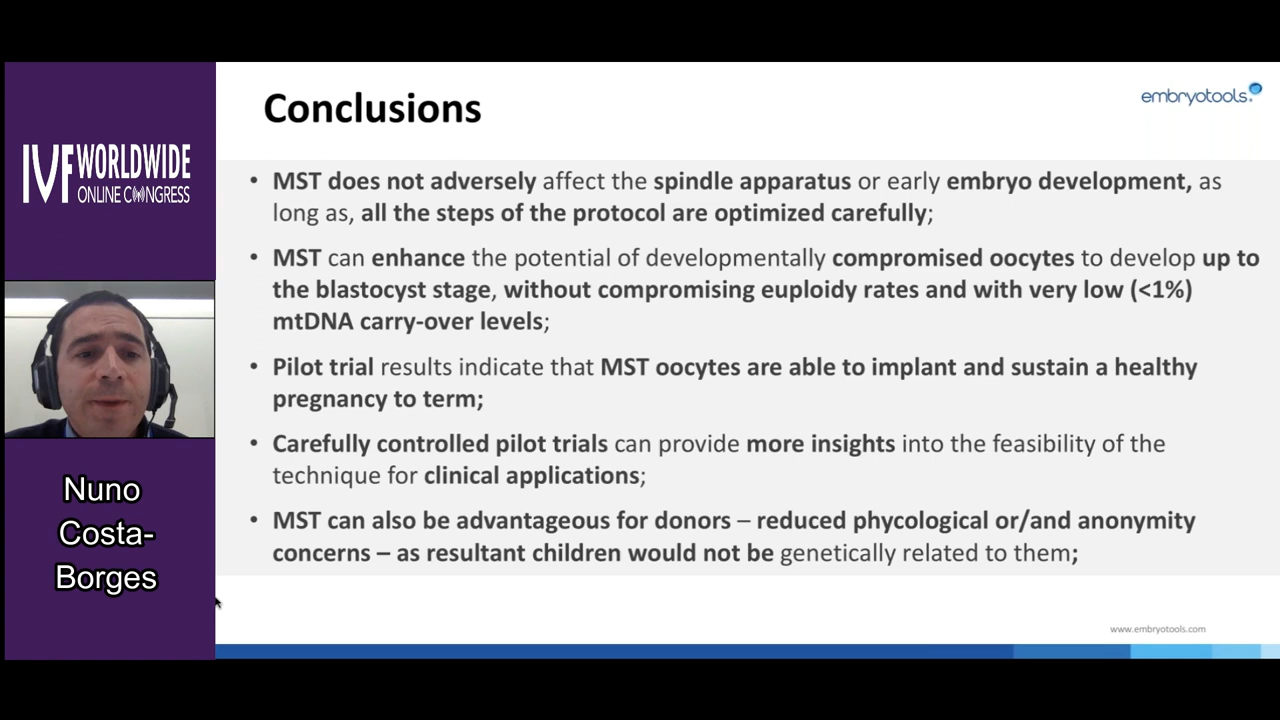 Conclusions
embryotools
IVF WORLDWIDE
ONLINE CONGRESS
• MST does not adversely affect the spindle apparatus or early embryo development, as
long as, all the steps of the protocol are optimized carefully;
• MST can enhance the potential of developmentally compromised oocytes to develop up to
the blastocyst stage, without compromising euploidy rates and with very low (<1%)
mtDNA carry-over levels;
• Pilot trial results indicate that MST oocytes are able to implant and sustain a healthy
pregnancy to term;
• Carefully controlled pilot trials can provide more insights into the feasibility of the
technique for clinical applications;
• MST can also be advantageous for donors – reduced phycological or/and anonymity
concerns – as resultant children would not be genetically related to them;
Nuno
Costa-
Borges
www.embryotools.com